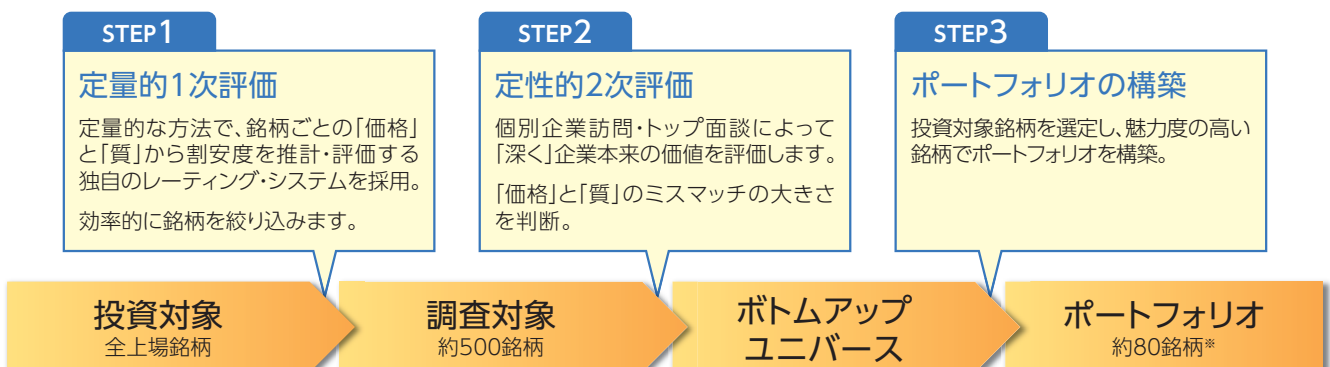 STEP1
定量的1次評価
定量的な方法で、銘柄ごとの「価格」
と「質」から割安度を推計・評価する
独自のレーティング・システムを採用。
効率的に銘柄を絞り込みます。
STEP2
定性的2次評価
個別企業訪問・トップ面談によって
「深く」企業本来の価値を評価します。
「価格」と「質」のミスマッチの大きさ
を判断。
STEP3
ポートフォリオの構築
投資対象銘柄を選定し、魅力度の高い
銘柄でポートフォリオを構築。
投資対象
全上場銘柄
調査対象
約500銘柄
ボトムアップ
ユニバース
ポートフォリオ
約80銘柄※